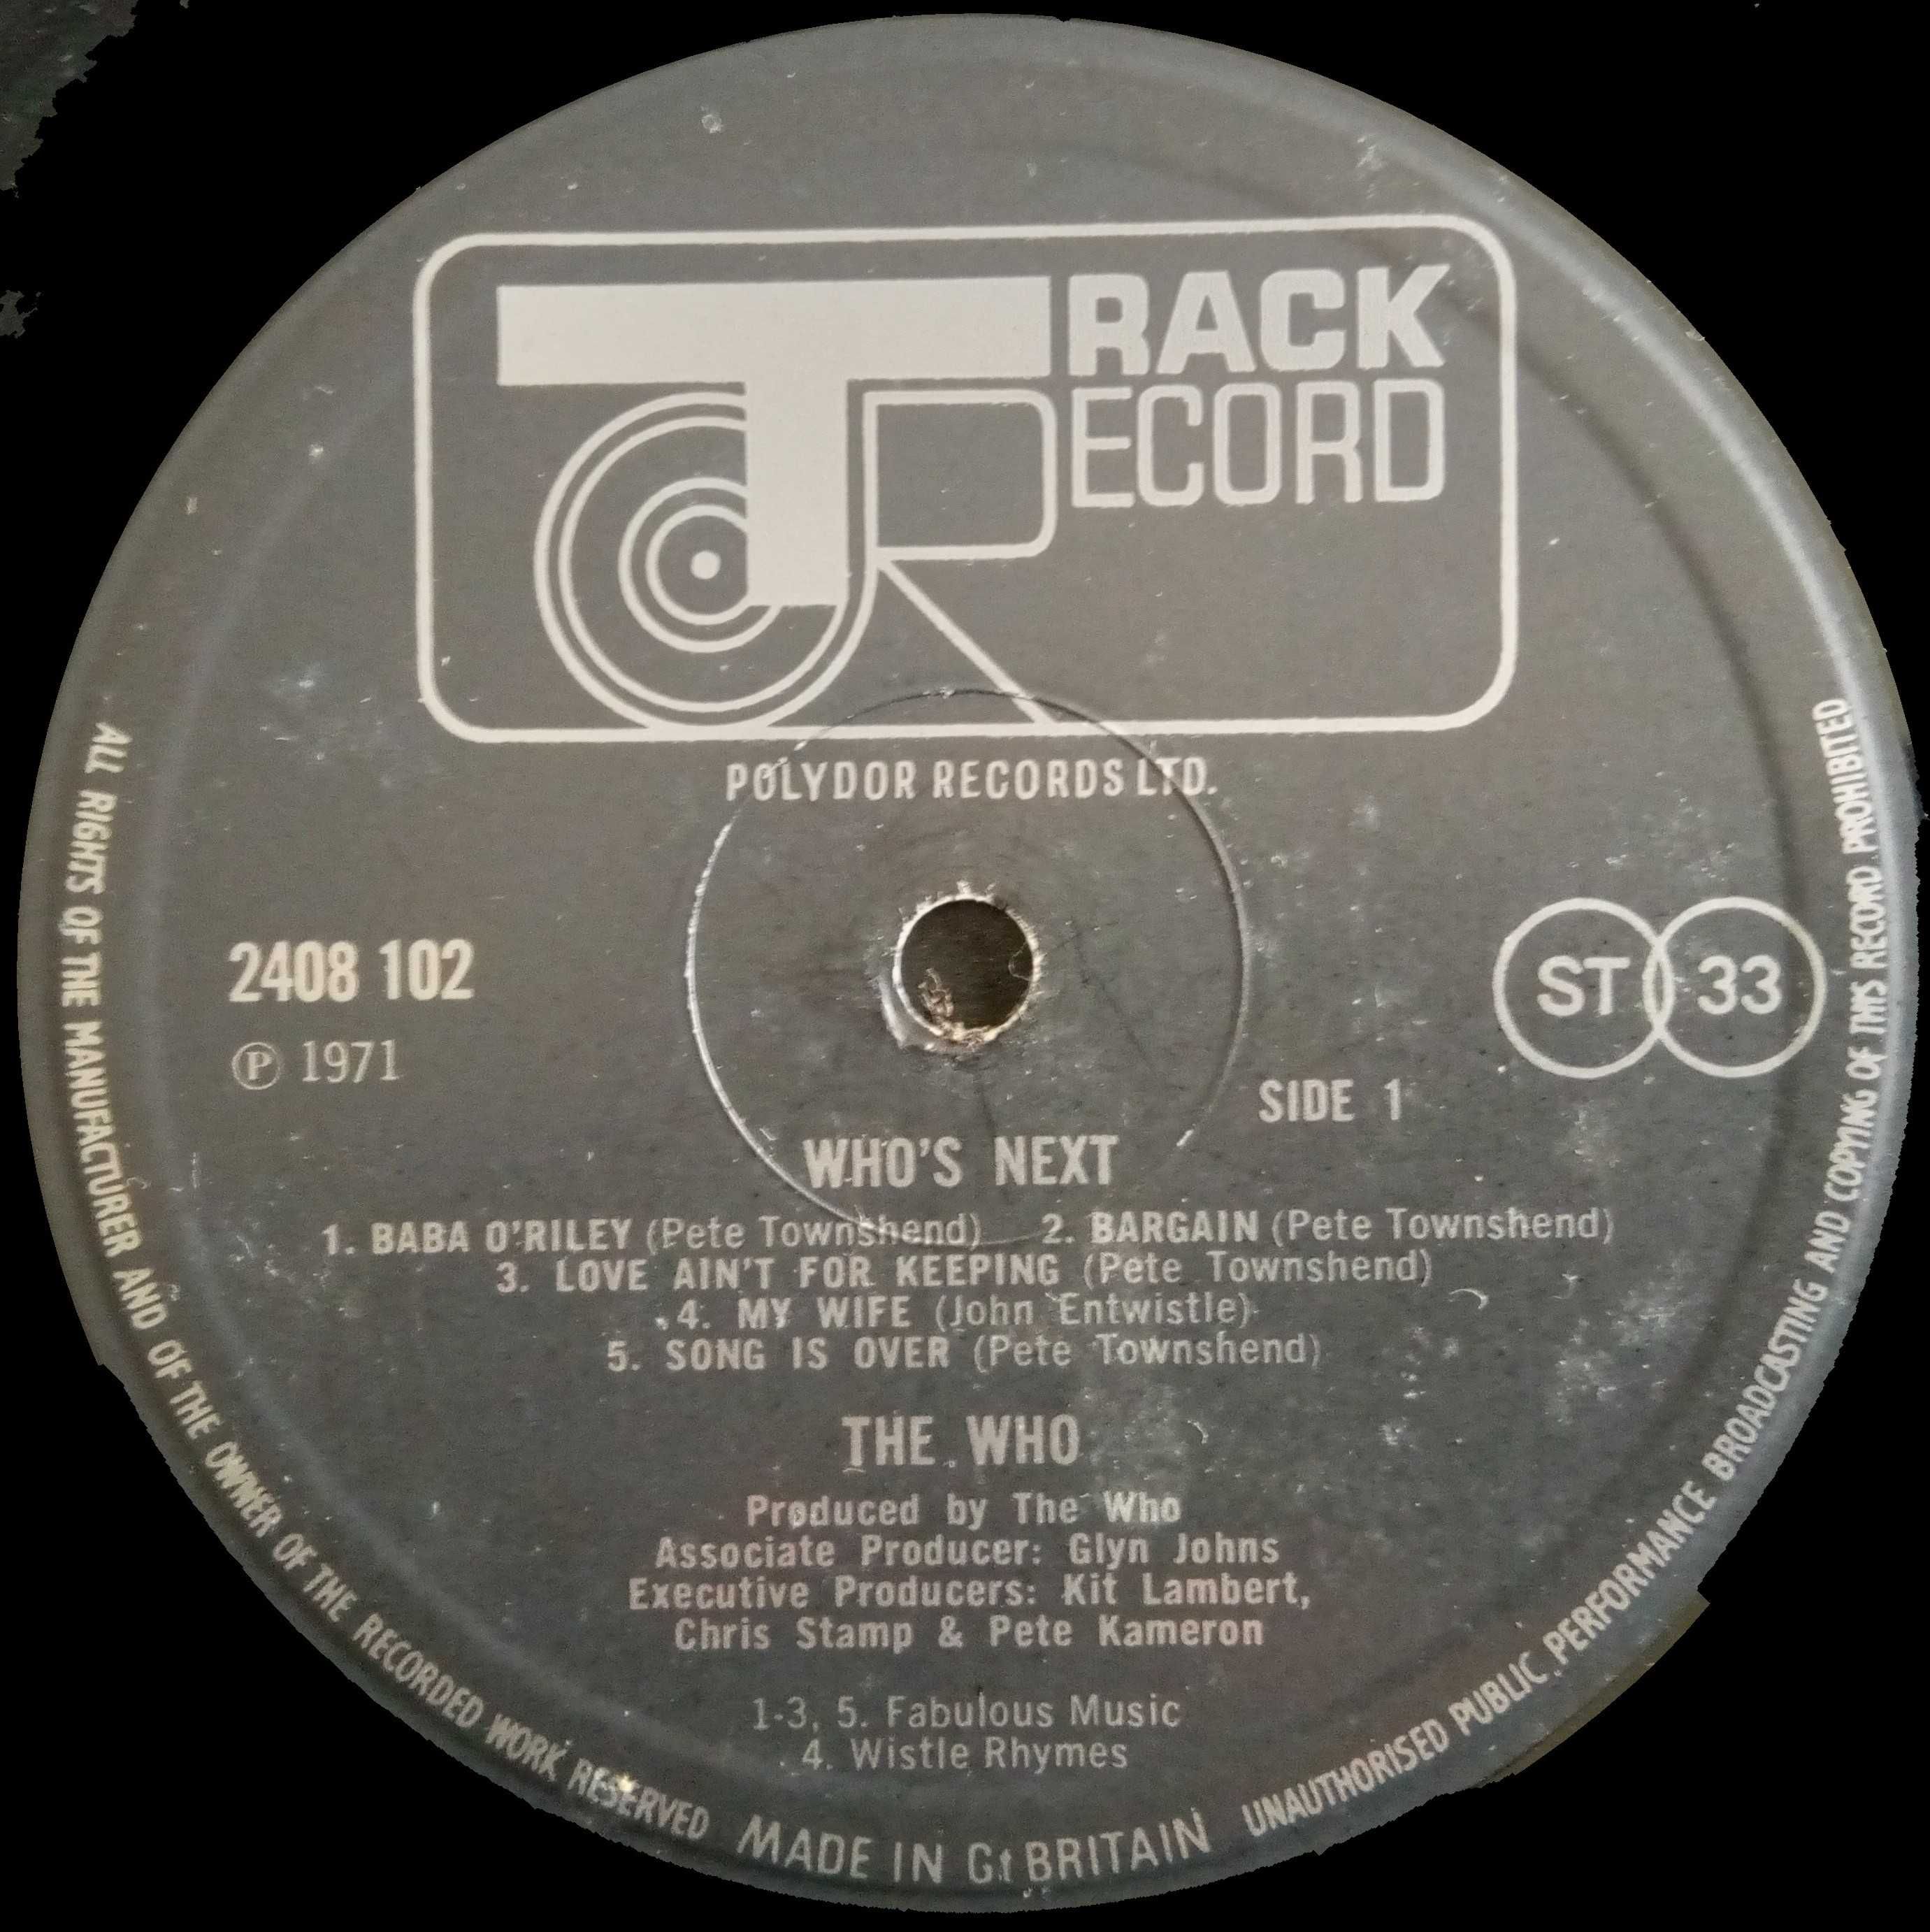 TRACK
RECORD
POLYDOR RECORDS LTD.
2408 102
ST 33
℗ 1971
SIDE 1
WHO'S NEXT
1. BABA O'RILEY (Pete Townshend) 2. BARGAIN (Pete Townshend)
3. LOVE AIN'T FOR KEEPING (Pete Townshend)
4. MY WIFE (John Entwistle)
5. SONG IS OVER (Pete Townshend)
THE WHO
Produced by The Who
Associate Producer: Glyn Johns
Executive Producers: Kit Lambert,
Chris Stamp & Pete Kameron
1-3, 5. Fabulous Music
4. Wistle Rhymes
ALL RIGHTS OF THE MANUFACTURER AND OF THE OWNER OF THE RECORDED WORK RESERVED MADE IN Gt BRITAIN UNAUTHORISED PUBLIC PERFORMANCE BROADCASTING AND COPYING OF THIS RECORD PROHIBITED